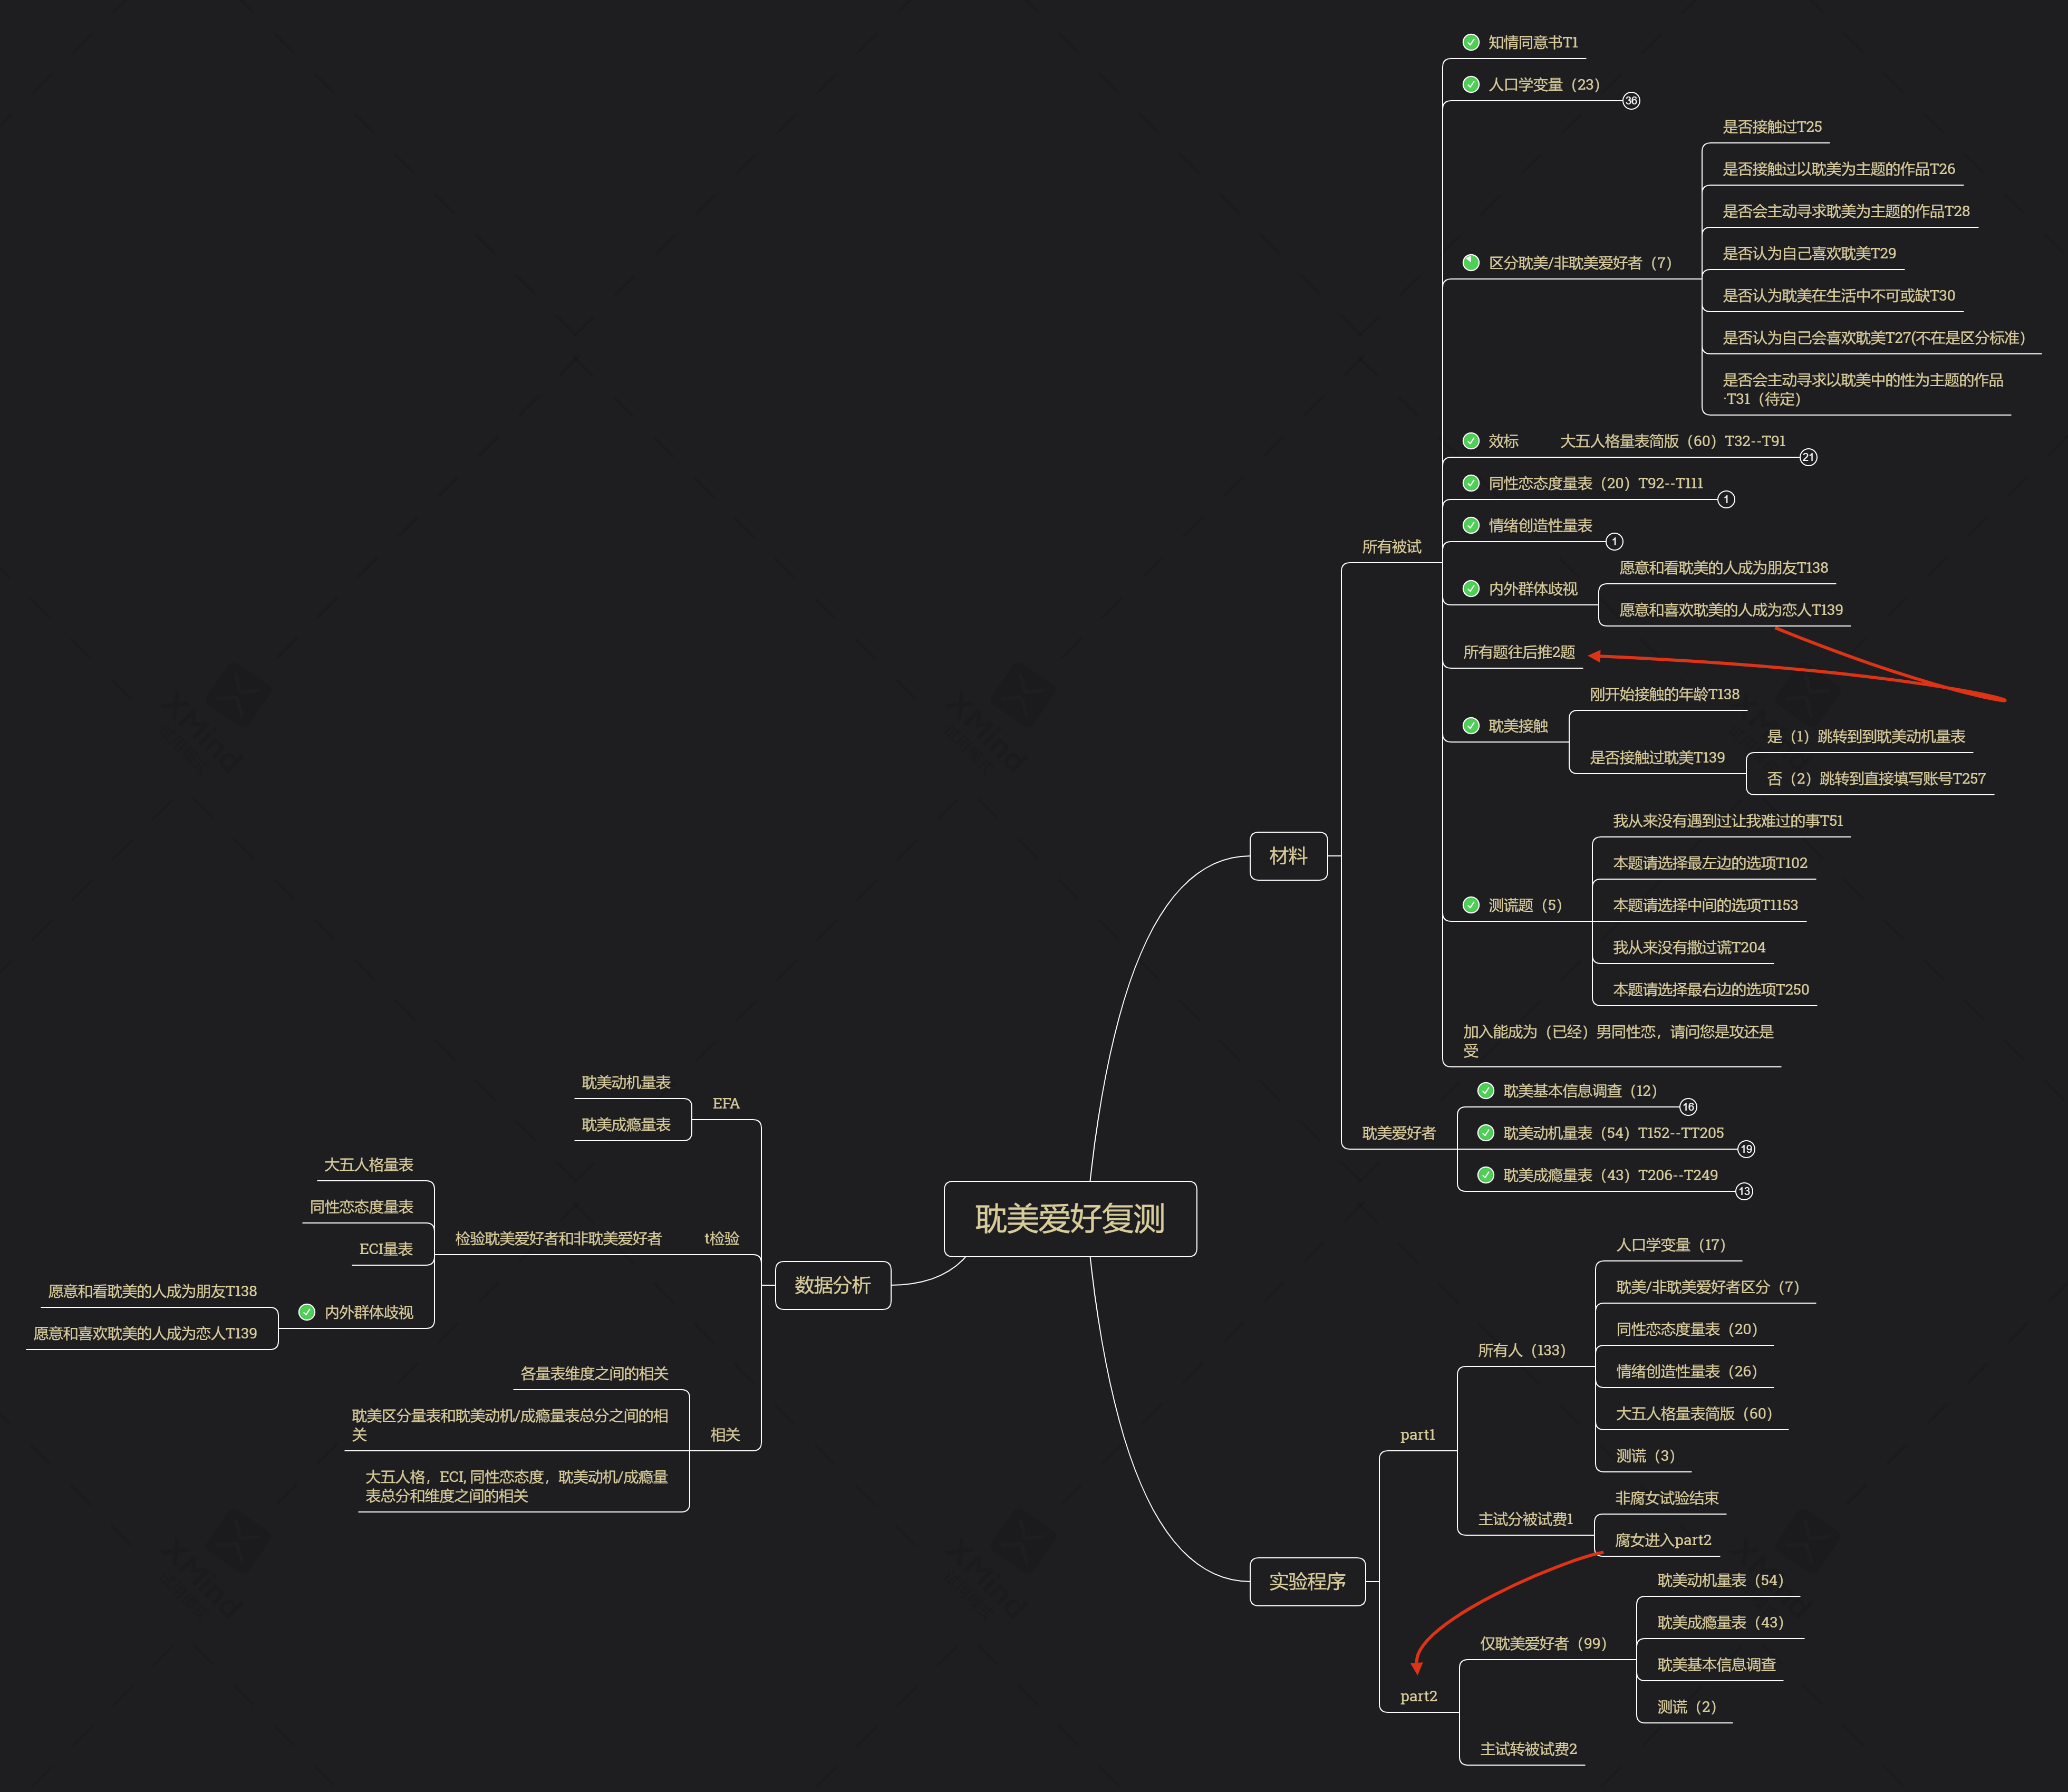 耽美爱好复测
材料
所有被试
知情同意书T1
人口学变量（23）
36
区分耽美/非耽美爱好者（7）
是否接触过T25
是否接触过以耽美为主题的作品T26
是否会主动寻求耽美为主题的作品T28
是否认为自己喜欢耽美T29
是否认为耽美在生活中不可或缺T30
是否认为自己会喜欢耽美T27(不在是区分标准）
是否会主动寻求以耽美中的性为主题的作品
·T31（待定）
效标 大五人格量表简版（60）T32--T91
21
同性恋态度量表（20）T92--T111
1
情绪创造性量表
1
内外群体歧视
愿意和看耽美的人成为朋友T138
愿意和喜欢耽美的人成为恋人T139
所有题往后推2题
耽美接触
刚开始接触的年龄T138
是否接触过耽美T139
是（1）跳转到到耽美动机量表
否（2）跳转到直接填写账号T257
测谎题（5）
我从来没有遇到过让我难过的事T51
本题请选择最左边的选项T102
本题请选择中间的选项T1153
我从来没有撒过谎T204
本题请选择最右边的选项T250
加入能成为（已经）男同性恋，请问您是攻还是
受
耽美爱好者
耽美基本信息调查（12）
16
耽美动机量表（54）T152--TT205
19
耽美成瘾量表（43）T206--T249
13
实验程序
part1
所有人（133）
人口学变量（17）
耽美/非耽美爱好者区分（7）
同性恋态度量表（20）
情绪创造性量表（26）
大五人格量表简版（60）
测谎（3）
主试分被试费1
非腐女试验结束
腐女进入part2
part2
仅耽美爱好者（99）
耽美动机量表（54）
耽美成瘾量表（43）
耽美基本信息调查
测谎（2）
主试转被试费2
数据分析
EFA
耽美动机量表
耽美成瘾量表
t检验
检验耽美爱好者和非耽美爱好者
大五人格量表
同性恋态度量表
ECI量表
内外群体歧视
愿意和看耽美的人成为朋友T138
愿意和喜欢耽美的人成为恋人T139
相关
各量表维度之间的相关
耽美区分量表和耽美动机/成瘾量表总分之间的相
关
大五人格，ECI, 同性恋态度，耽美动机/成瘾量
表总分和维度之间的相关
XMind
XMind
XMind
XMind
XMind
XMind